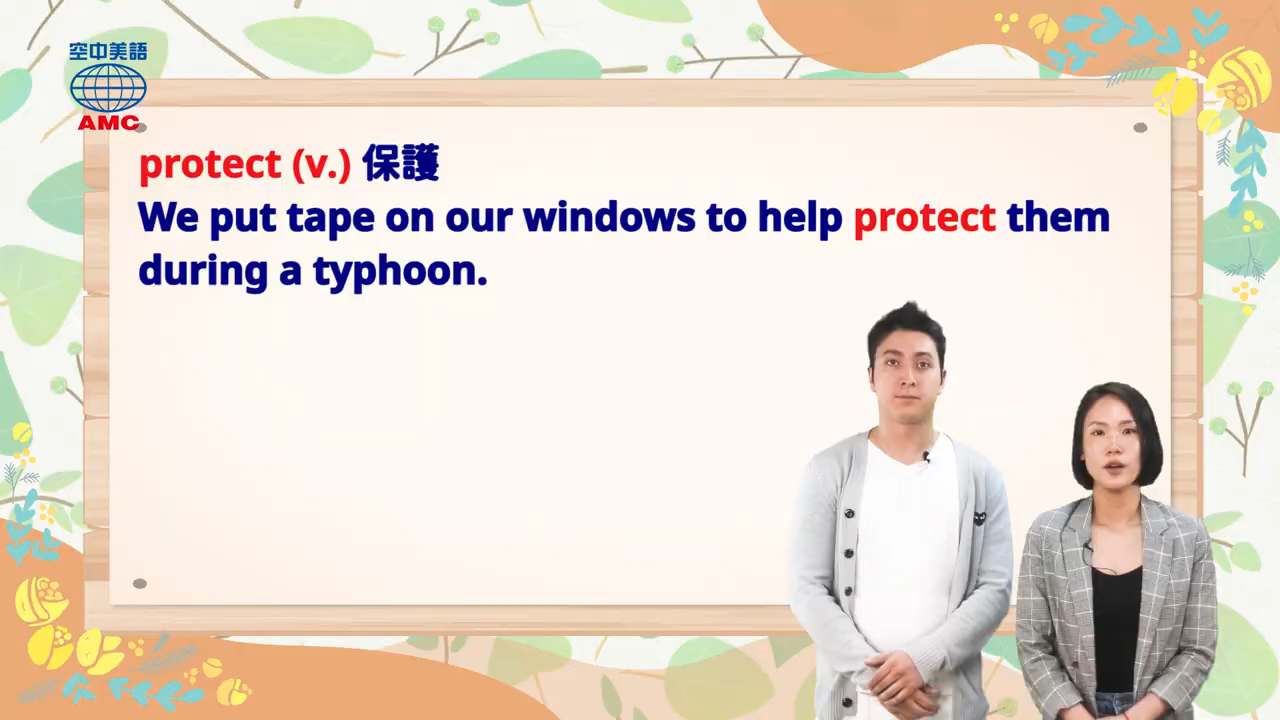 空中美語
AMC
protect (v.) 保護
We put tape on our windows to help protect them
during a typhoon.